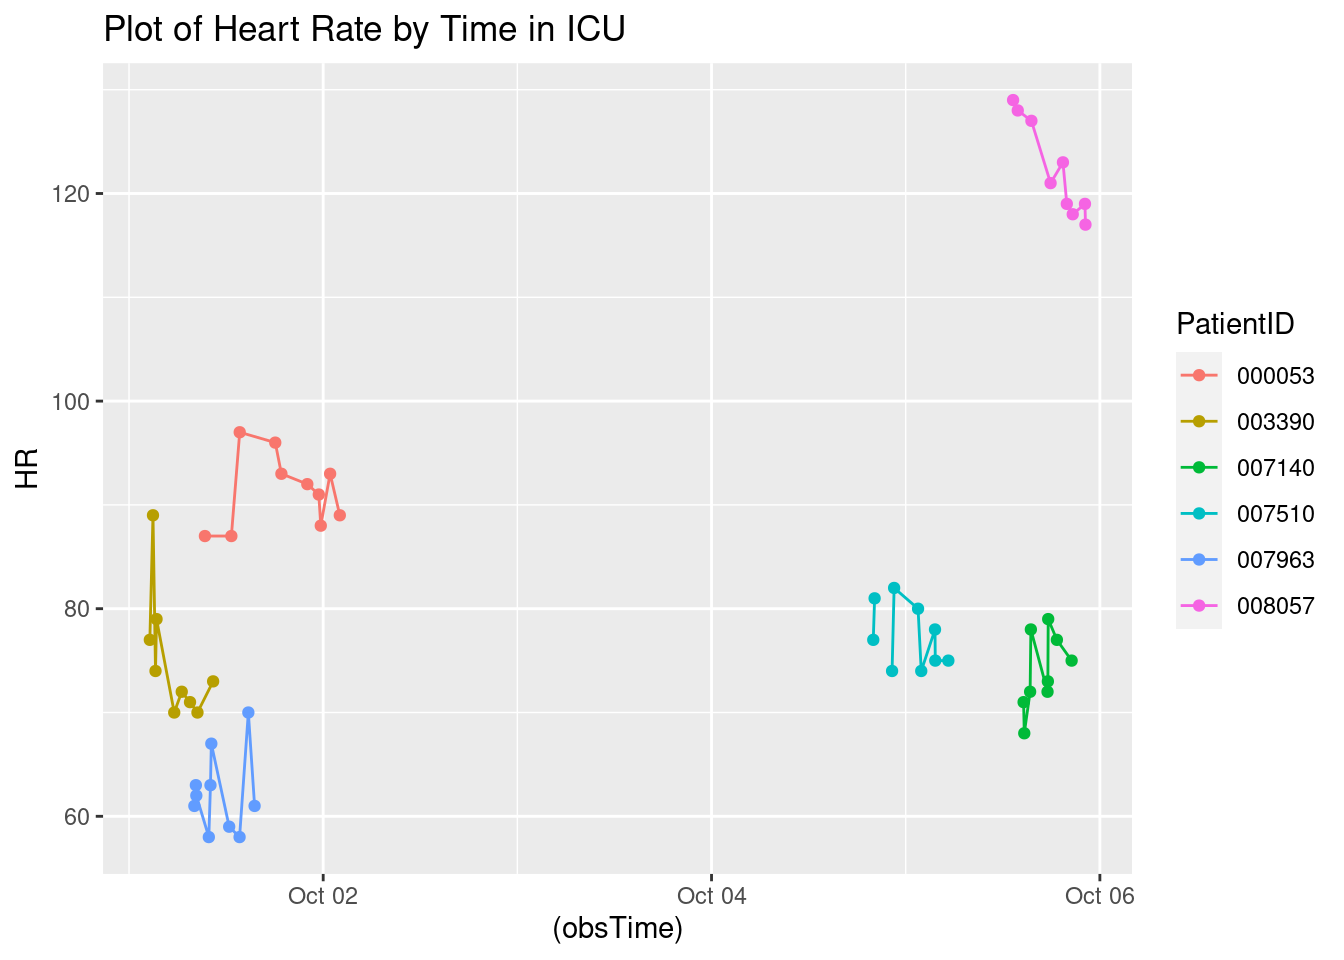 Plot of Heart Rate by Time in ICU
120
100
80
60
HR
Oct 02
Oct 04
Oct 06
(obsTime)
PatientID
000053
003390
007140
007510
007963
008057